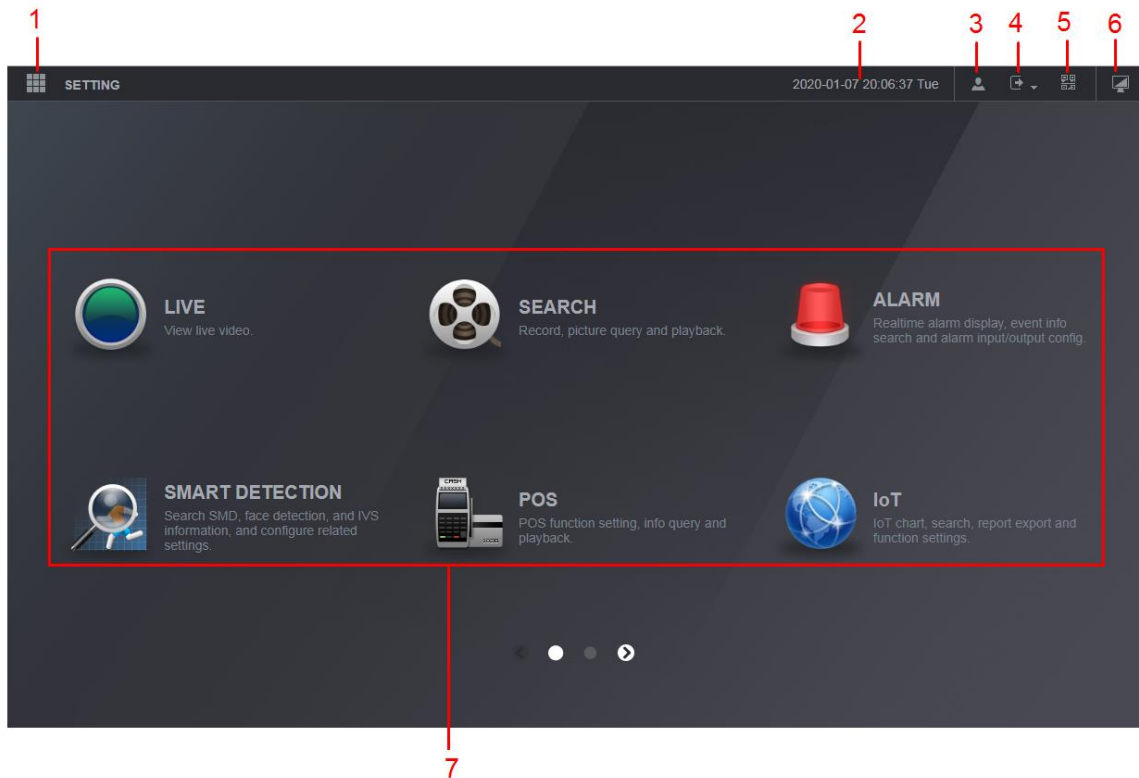 1
2
3
4
5
6
SETTING
2020-01-07 20:06:37 Tue
LIVE
View live video.
SEARCH
Record, picture query and playback.
ALARM
Realtime alarm display, event info
search and alarm input/output config.
SMART DETECTION
Search SMD, face detection, and IVS
information, and configure related
settings.
CASH
POS
POS function setting, info query and
playback.
IoT
IoT chart, search, report export and
function settings.
7